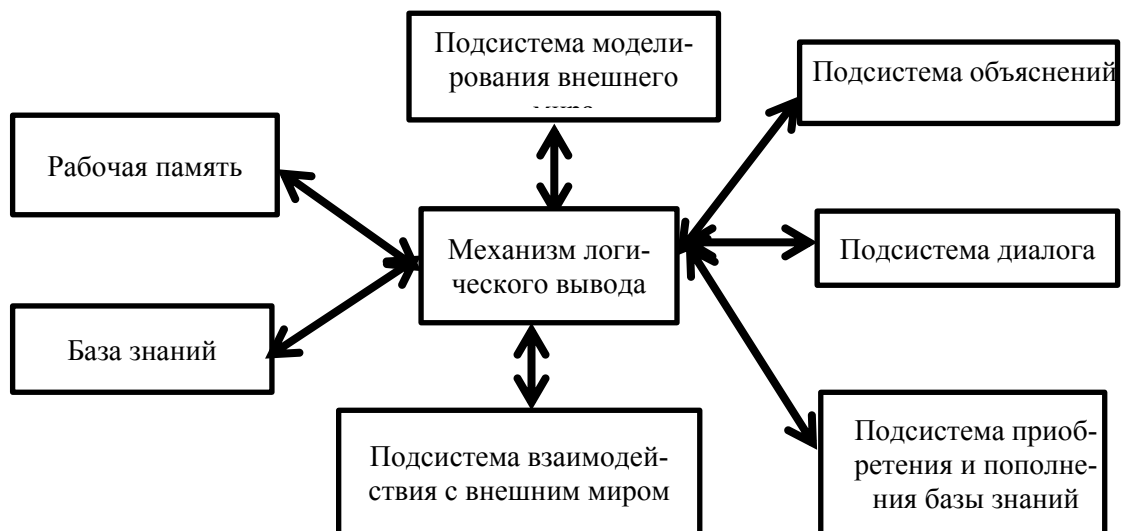 Подсистема модели-
рования внешнего
Подсистема объяснений
Рабочая память
Механизм логи-
ческого вывода
Подсистема диалога
База знаний
Подсистема взаимодей-
ствия с внешним миром
Подсистема приоб-
ретения и пополне-
ния базы знаний